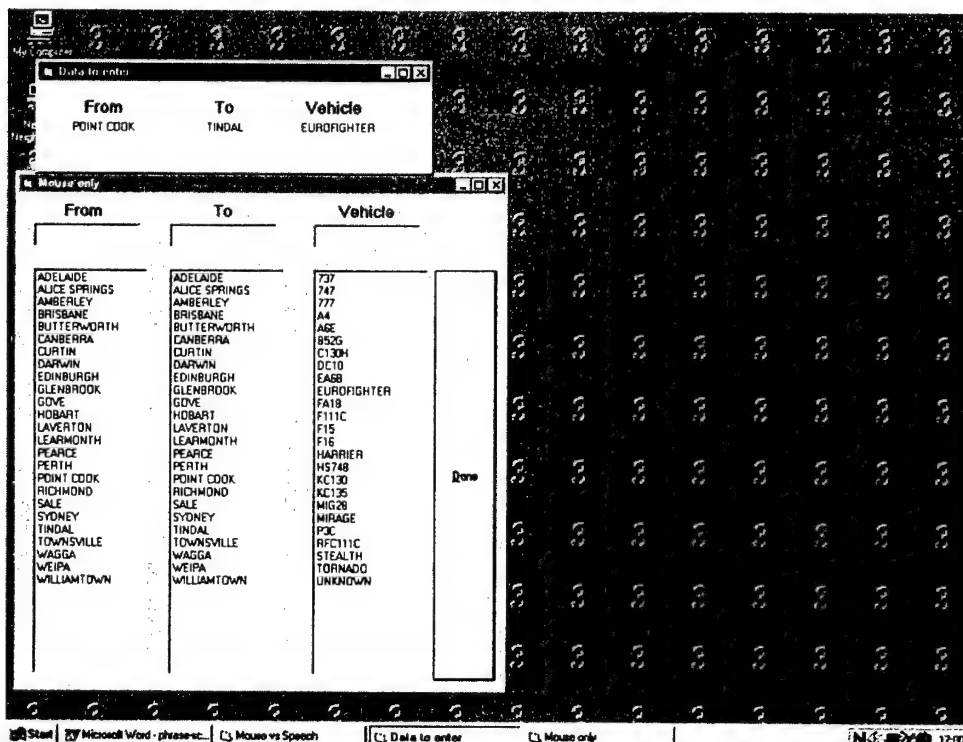 My Computer
Data to enter
From To Vehicle
POINT COOK TINDAL EUROFIGHTER
Mouse only
From To Vehicle
ADELAIDE ADELAIDE 737
ALICE SPRINGS ALICE SPRINGS 747
AMBERLEY AMBERLEY 777
BRISBANE BRISBANE A4
BUTTERWORTH BUTTERWORTH A6E
CANBERRA CANBERRA B52G
CURTIN CURTIN C130H
DARWIN DARWIN DC10
EDINBURGH EDINBURGH EA6B
GLENBROOK GLENBROOK EUROFIGHTER
GOVE GOVE FA18
HOBART HOBART F111C
LAVERTON LAVERTON F15
LEARMONTH LEARMONTH F16
PEARCE PEARCE HARRIER
PERTH PERTH HS748
POINT COOK POINT COOK KC130
RICHMOND RICHMOND KC135
SALE SALE MIG28
SYDNEY SYDNEY MIRAGE
TINDAL TINDAL P3C
TOWNSVILLE TOWNSVILLE RFC111C
WAGGA WAGGA STEALTH
WEIPA WEIPA TORNADO
WILLIAMTOWN WILLIAMTOWN UNKNOWN
Done
Start Microsoft Word - phrase-sc... Mouse vs Speech Data to enter Mouse only 12:00